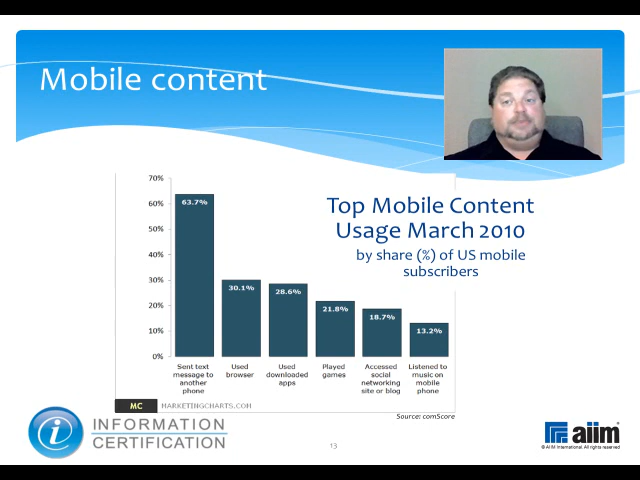 Mobile content
Top Mobile Content
Usage March 2010
by share (%) of US mobile
subscribers
70%
60%
50%
40%
30%
20%
10%
0%
63.7%
30.1%
28.6%
21.8%
18.7%
13.2%
Sent text
message to
another
phone
Used
browser
Used
downloaded
apps
Played
games
Accessed
social
networking
site or blog
Listened to
music on
mobile
phone
MC MARKETINGCHARTS.COM
Source: comScore
i INFORMATION
CERTIFICATION
13
aiim
© AIIM International. All rights reserved